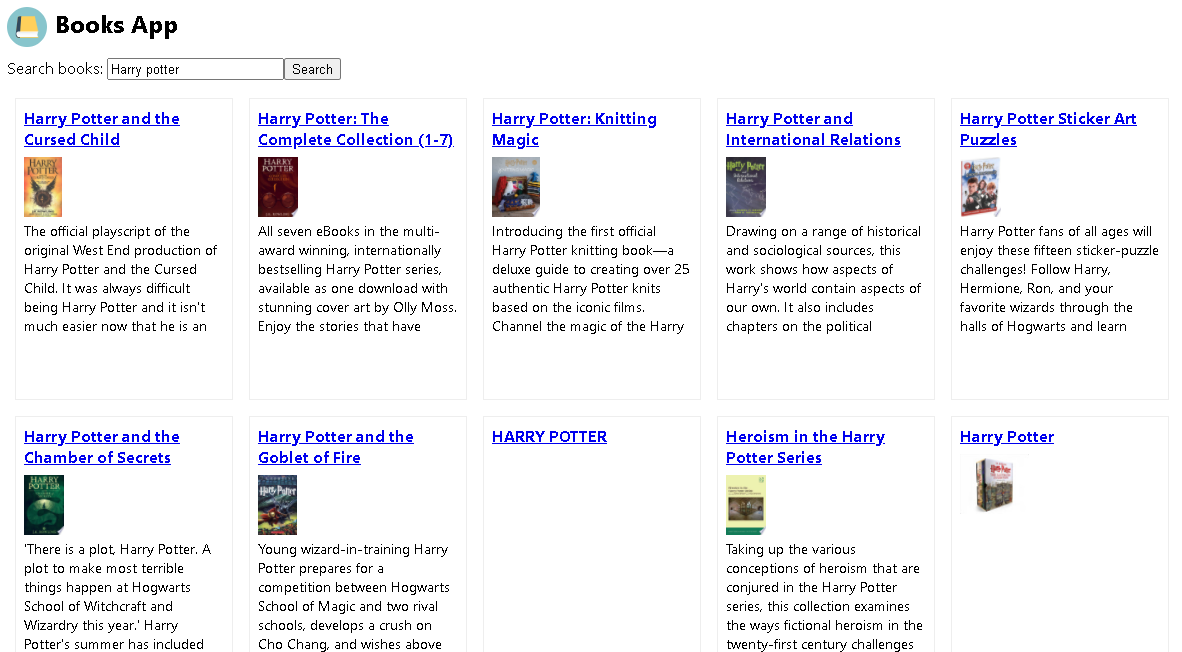 Books App
Search books: Harry potter Search
Harry Potter and the
Cursed Child
The official playscript of the
original West End production of
Harry Potter and the Cursed
Child. It was always difficult
being Harry Potter and it isn't
much easier now that he is an
Harry Potter: The
Complete Collection (1-7)
HARRY
POTTER
All seven eBooks in the multi-
award winning, internationally
bestselling Harry Potter series,
available as one download with
stunning cover art by Olly Moss.
Enjoy the stories that have
Harry Potter: Knitting
Magic
Introducing the first official
Harry Potter knitting book—a
deluxe guide to creating over 25
authentic Harry Potter knits
based on the iconic films.
Channel the magic of the Harry
Harry Potter and
International Relations
Harry Potter
Drawing on a range of historical
and sociological sources, this
work shows how aspects of
Harry's world contain aspects of
our own. It also includes
chapters on the political
Harry Potter Sticker Art
Puzzles
Harry Potter fans of all ages will
enjoy these fifteen sticker-puzzle
challenges! Follow Harry,
Hermione, Ron, and your
favorite wizards through the
halls of Hogwarts and learn
Harry Potter and the
Chamber of Secrets
HARRY
POTTER
'There is a plot, Harry Potter. A
plot to make most terrible
things happen at Hogwarts
School of Witchcraft and
Wizardry this year.' Harry
Potter's summer has included
Harry Potter and the
Goblet of Fire
Harry Potter
Young wizard-in-training Harry
Potter prepares for a
competition between Hogwarts
School of Magic and two rival
schools, develops a crush on
Cho Chang, and wishes above
HARRY POTTER
Heroism in the Harry
Potter Series
Taking up the various
conceptions of heroism that are
conjured in the Harry Potter
series, this collection examines
the ways fictional heroism in the
twenty-first century challenges
Harry Potter